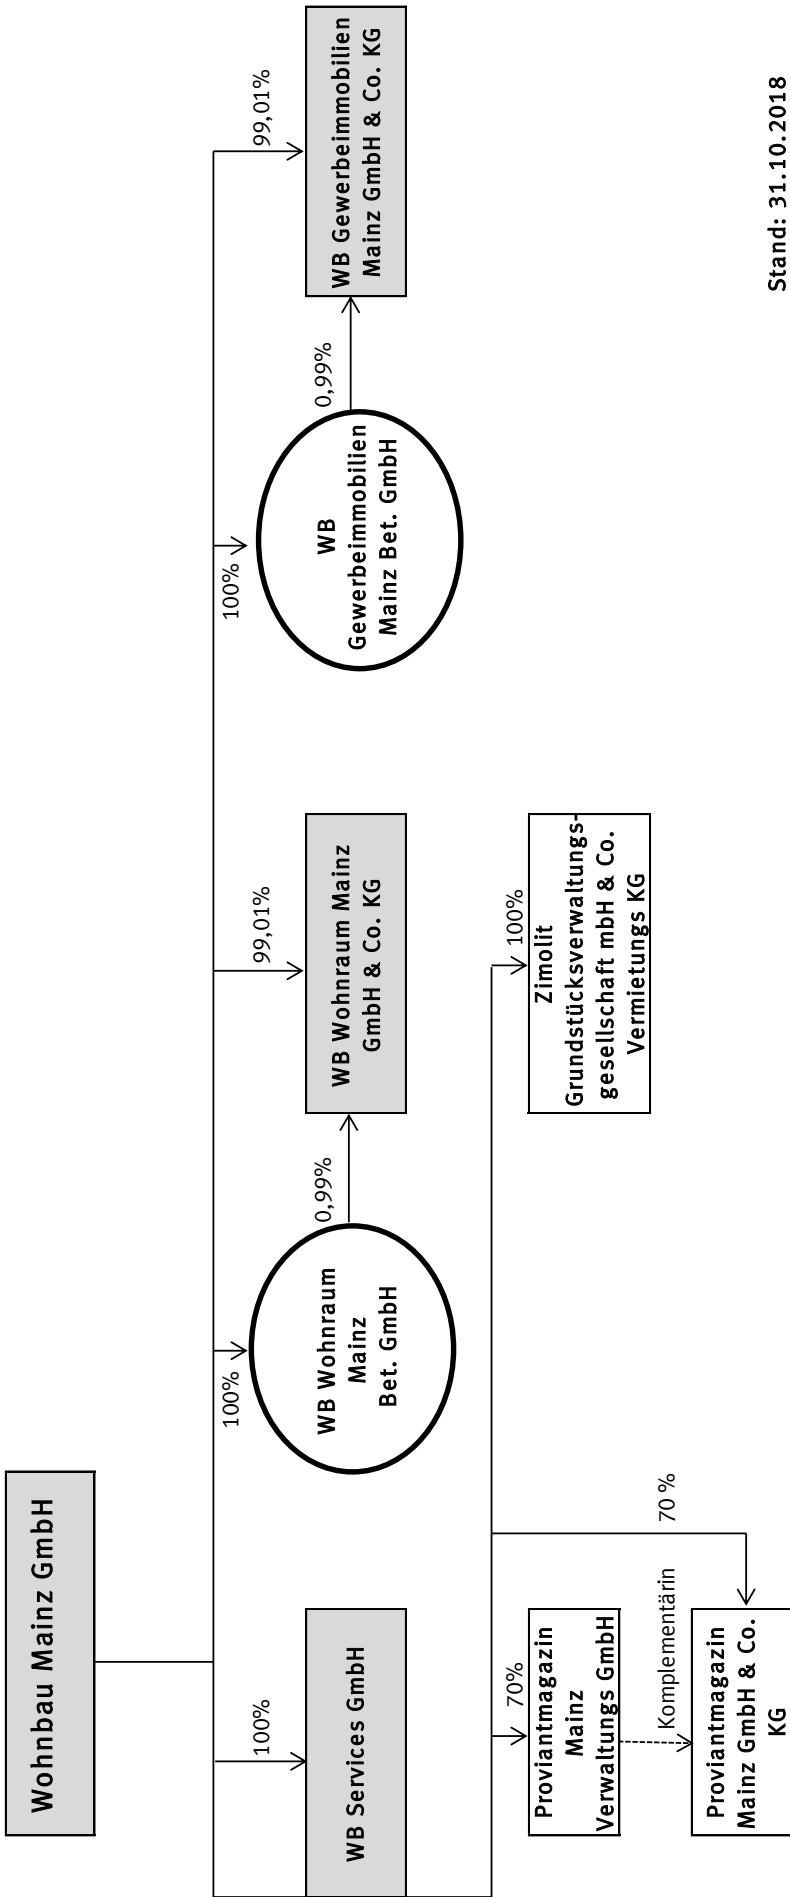 Wohnbau Mainz GmbH
100%
WB Services GmbH
100%
WB Wohnraum
Mainz
Bet. GmbH
0,99%
99,01%
WB Wohnraum Mainz
GmbH & Co. KG
100%
WB
Gewerbeimmobilien
Mainz Bet. GmbH
0,99%
99,01%
WB Gewerbeimmobilien
Mainz GmbH & Co. KG
70%
Proviantmagazin
Mainz
Verwaltungs GmbH
Komplementärin
70 %
Proviantmagazin
Mainz GmbH & Co.
KG
100%
Zimolit
Grundstücksverwaltungs-
gesellschaft mbH & Co.
Vermietungs KG
Stand: 31.10.2018